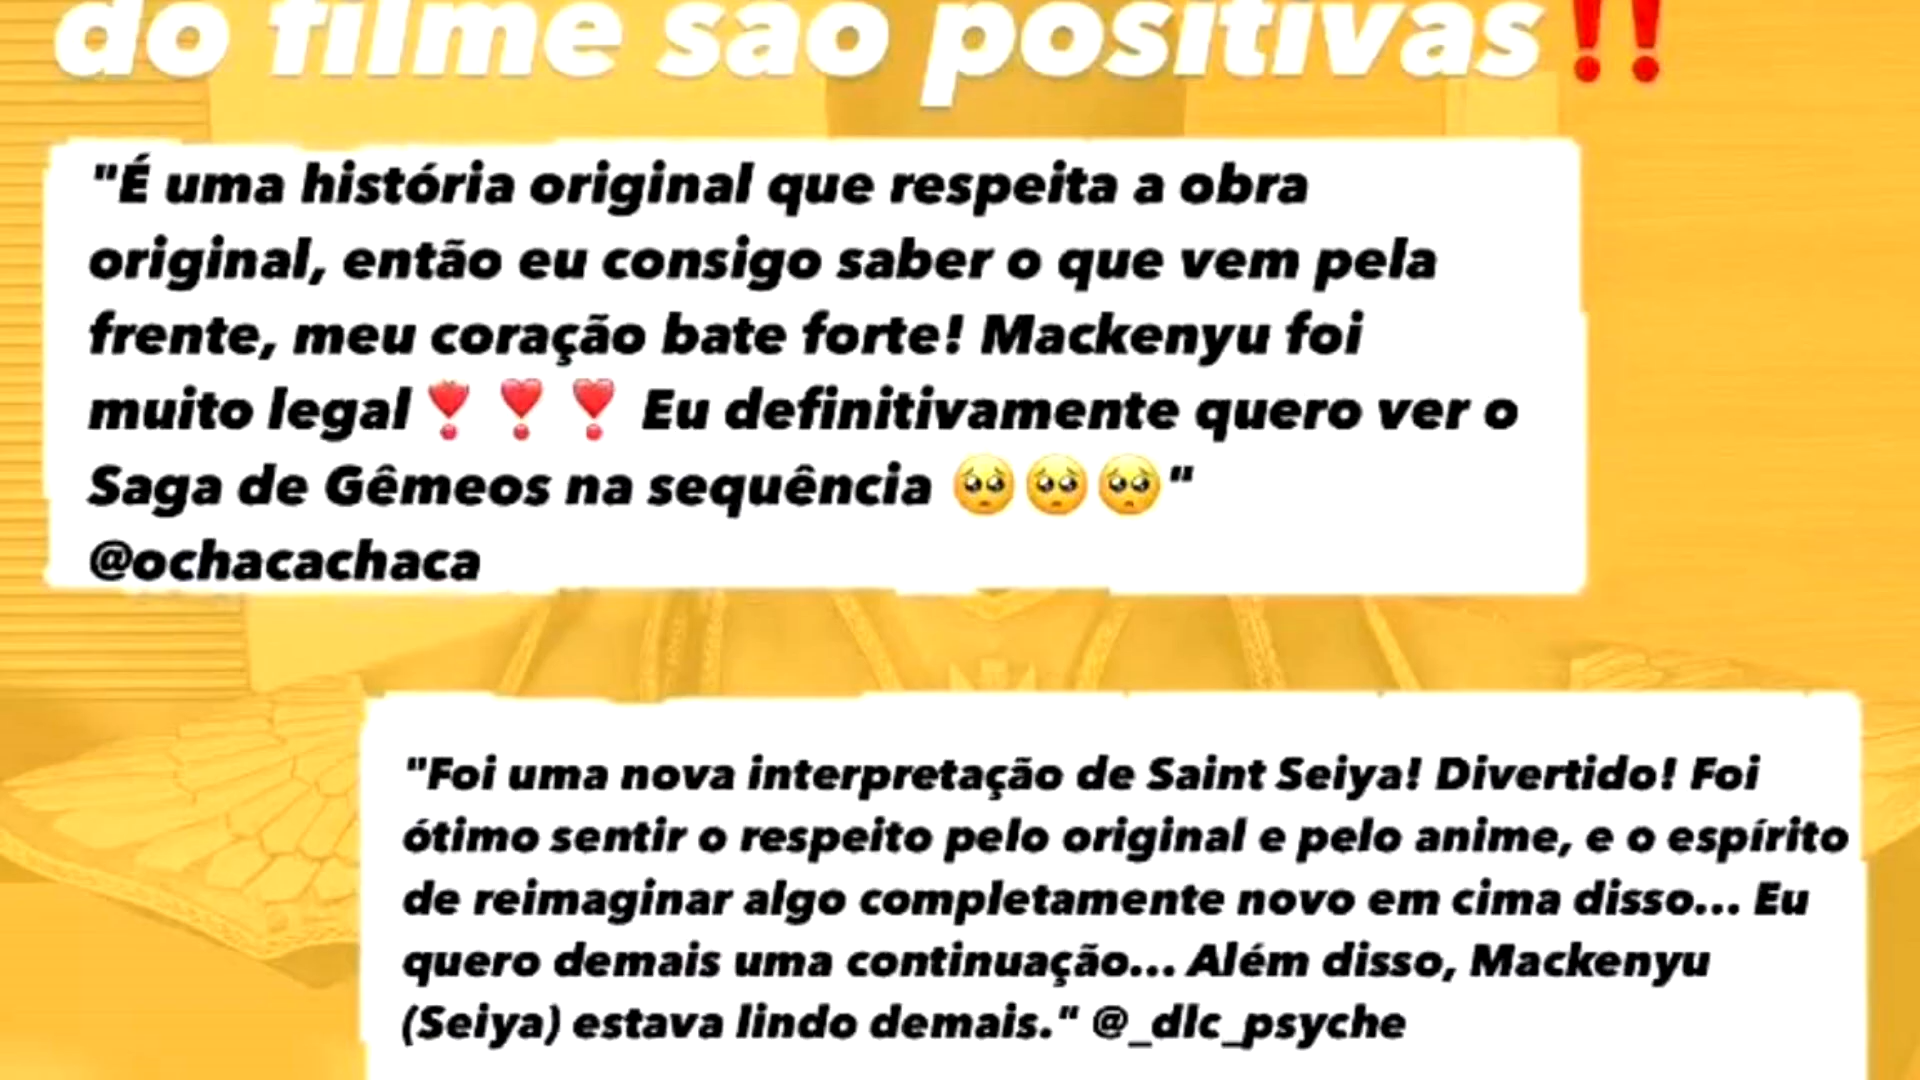 do filme são positivas‼️
"É uma história original que respeita a obra
original, então eu consigo saber o que vem pela
frente, meu coração bate forte! Mackenyu foi
muito legal❣️❣️❣️ Eu definitivamente quero ver o
Saga de Gêmeos na sequência 🥺🥺🥺"
@ochacachaca
"Foi uma nova interpretação de Saint Seiya! Divertido! Foi
ótimo sentir o respeito pelo original e pelo anime, e o espírito
de reimaginar algo completamente novo em cima disso... Eu
quero demais uma continuação... Além disso, Mackenyu
(Seiya) estava lindo demais." @_dlc_psyche